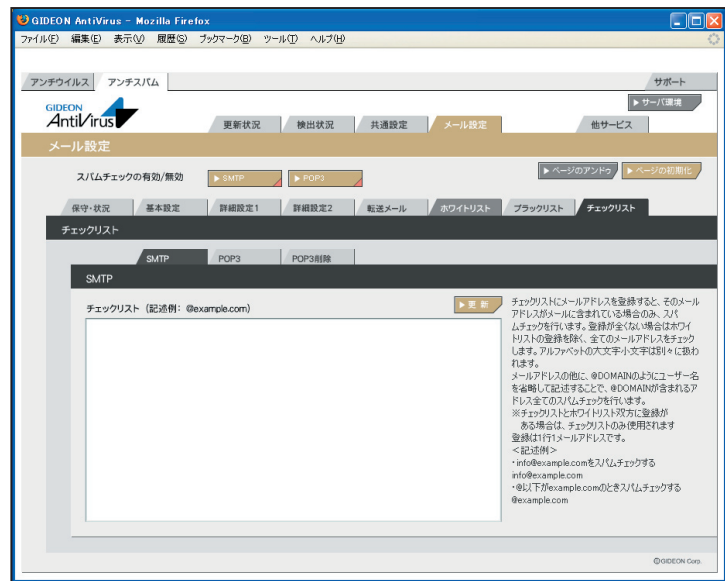 GIDEON AntiVirus - Mozilla Firefox
ファイル(F) 編集(E) 表示(V) 履歴(S) ブックマーク(B) ツール(T) ヘルプ(H)
アンチウイルス アンチスパム サポート
GIDEON
AntiVirus
サーバ環境
更新状況 検出状況 共通設定 メール設定 他サービス
メール設定
スパムチェックの有効/無効 SMTP POP3 ページのアンドゥ ページの初期化
保守・状況 基本設定 詳細設定1 詳細設定2 転送メール ホワイトリスト ブラックリスト チェックリスト
チェックリスト
SMTP POP3 POP3削除
SMTP
チェックリスト (記述例: @example.com) 更 新
チェックリストにメールアドレスを登録すると、そのメール
アドレスがメールに含まれている場合のみ、スパ
ムチェックを行います。登録が全くない場合はホワイ
トリストの登録を除く、全てのメールアドレスをチェック
します。アルファベットの大文字小文字は別々に扱わ
れます。
メールアドレスの他に、@DOMAINのようにユーザー名
を省略して記述することで、@DOMAINが含まれるア
ドレス全てのスパムチェックを行います。
※チェックリストとホワイトリスト双方に登録が
ある場合は、チェックリストのみ使用されます
登録は1行1メールアドレスです。
<記述例>
・info@example.comをスパムチェックする
info@example.com
・@以下がexample.comのときスパムチェックする
@example.com
©GIDEON Corp.